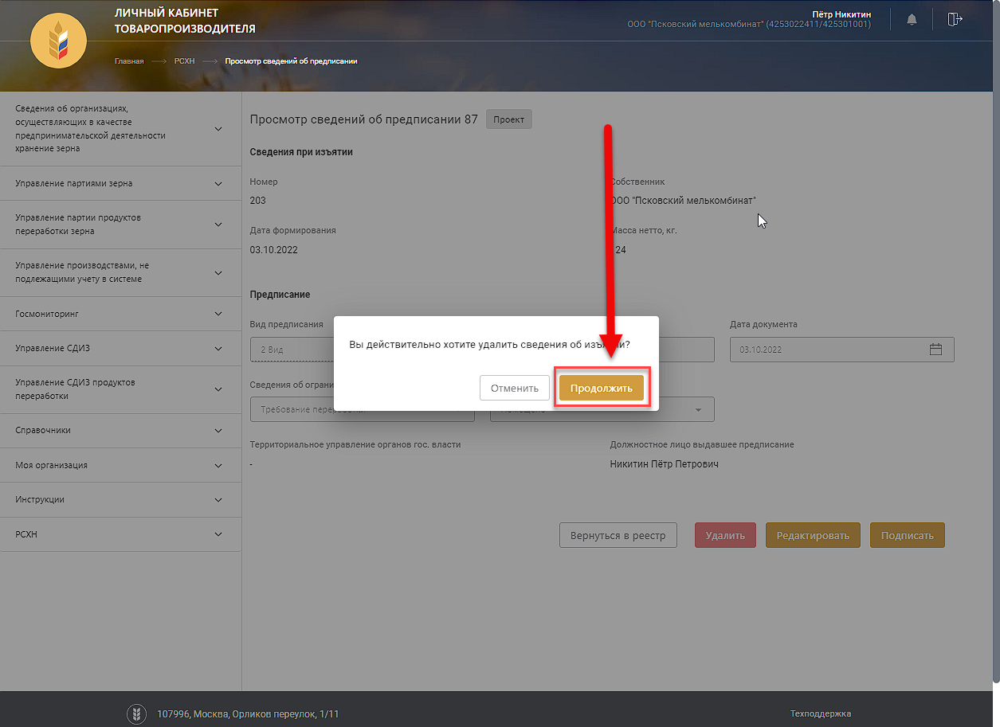 ЛИЧНЫЙ КАБИНЕТ
ТОВАРОПРОИЗВОДИТЕЛЯ
Пётр Никитин
ООО "Псковский мелькомбинат" (4253022411/425301001)
Главная
РСХН
Просмотр сведений об предписании
Сведения об организациях,
осуществляющих в качестве
предпринимательской деятельности
хранение зерна
Управление партиями зерна
Управление партии продуктов
переработки зерна
Управление производствами, не
подлежащими учету в системе
Госмониторинг
Управление СДИЗ
Управление СДИЗ продуктов
переработки
Справочники
Моя организация
Инструкции
РСХН
Просмотр сведений об предписании 87
Проект
Сведения при изъятии
Номер
203
Собственник
ООО "Псковский мелькомбинат"
Дата формирования
03.10.2022
Масса нетто, кг.
24
Предписание
Вид предписания
2 Вид
Дата документа
03.10.2022
Вы действительно хотите удалить сведения об изъятии?
Отменить
Продолжить
Сведения об
Требование
Территориальное управление органов гос. власти
-
Должностное лицо выдавшее предписание
Никитин Пётр Петрович
Вернуться в реестр
Удалить
Редактировать
Подписать
107996, Москва, Орликов переулок, 1/11
Техподдержка